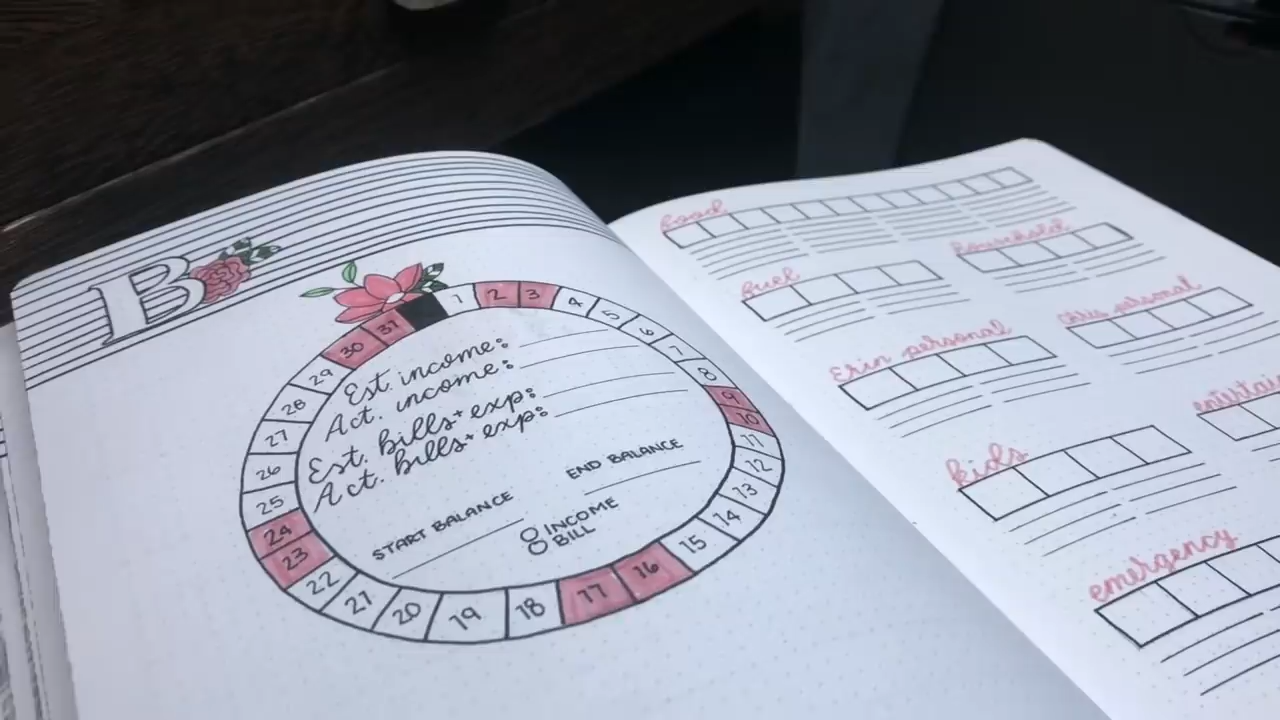 B
1
2
3
4
5
6
7
8
9
10
11
12
13
14
15
16
17
18
19
20
21
22
23
24
25
26
27
28
29
30
31
Est. income:
Act. income:
Est. bills+ exp:
Act. bills+ exp:
END BALANCE
START BALANCE
INCOME
BILL
food
household
fuel
Chris personal
Erin personal
entertai
kids
emergency